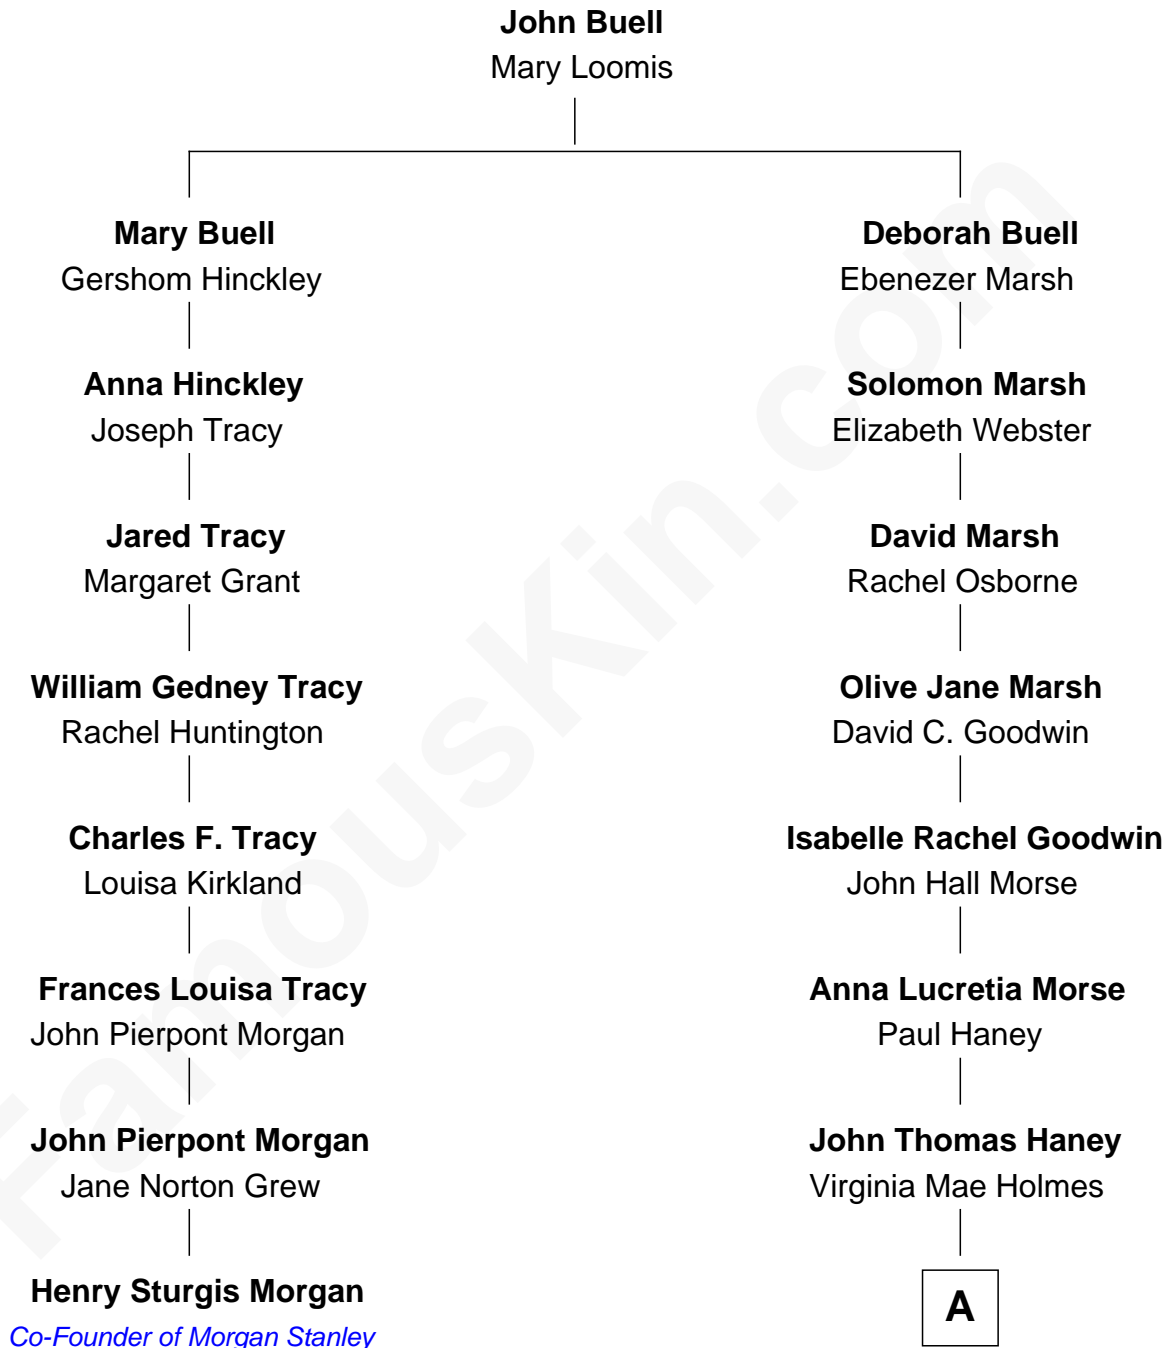 John Buell
Mary Loomis
Mary Buell
Gershom Hinckley
Deborah Buell
Ebenezer Marsh
Anna Hinckley
Joseph Tracy
Solomon Marsh
Elizabeth Webster
Jared Tracy
Margaret Grant
David Marsh
Rachel Osborne
William Gedney Tracy
Rachel Huntington
Olive Jane Marsh
David C. Goodwin
Charles F. Tracy
Louisa Kirkland
Isabelle Rachel Goodwin
John Hall Morse
Frances Louisa Tracy
John Pierpont Morgan
Anna Lucretia Morse
Paul Haney
John Pierpont Morgan
Jane Norton Grew
John Thomas Haney
Virginia Mae Holmes
Henry Sturgis Morgan
Co-Founder of Morgan Stanley
A
FamousKin.com